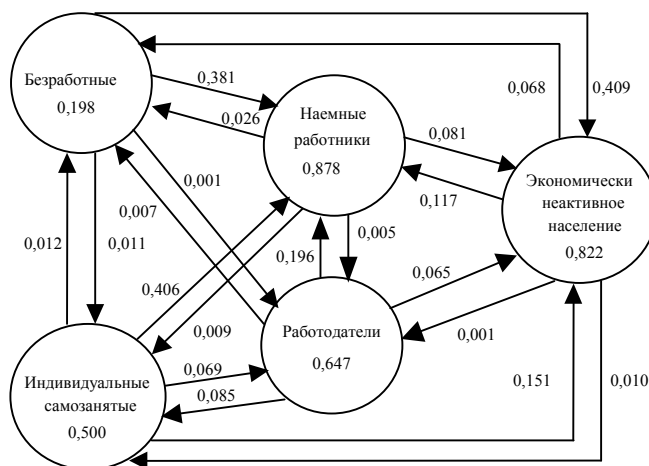 Безработные
0,198
0,381
0,026
Наемные
работники
0,878
0,068
0,409
0,081
0,117
Экономически
неактивное
население
0,822
0,001
0,007
0,012
0,011
0,406
0,009
0,196
0,005
0,065
0,001
Работодатели
0,647
Индивидуальные
самозанятые
0,500
0,069
0,085
0,151
0,010